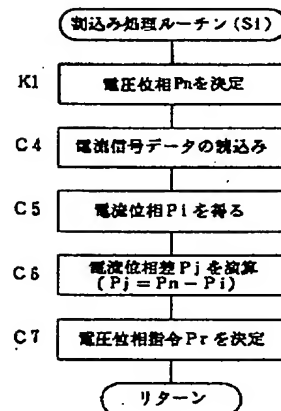 割込み処理ルーチン(S1)
K1 電圧位相Pnを決定
C4 電流信号データの読込み
C5 電流位相Piを得る
C6 電流位相差Pjを演算
(Pj=Pn-Pi)
C7 電圧位相指令Prを決定
リターン